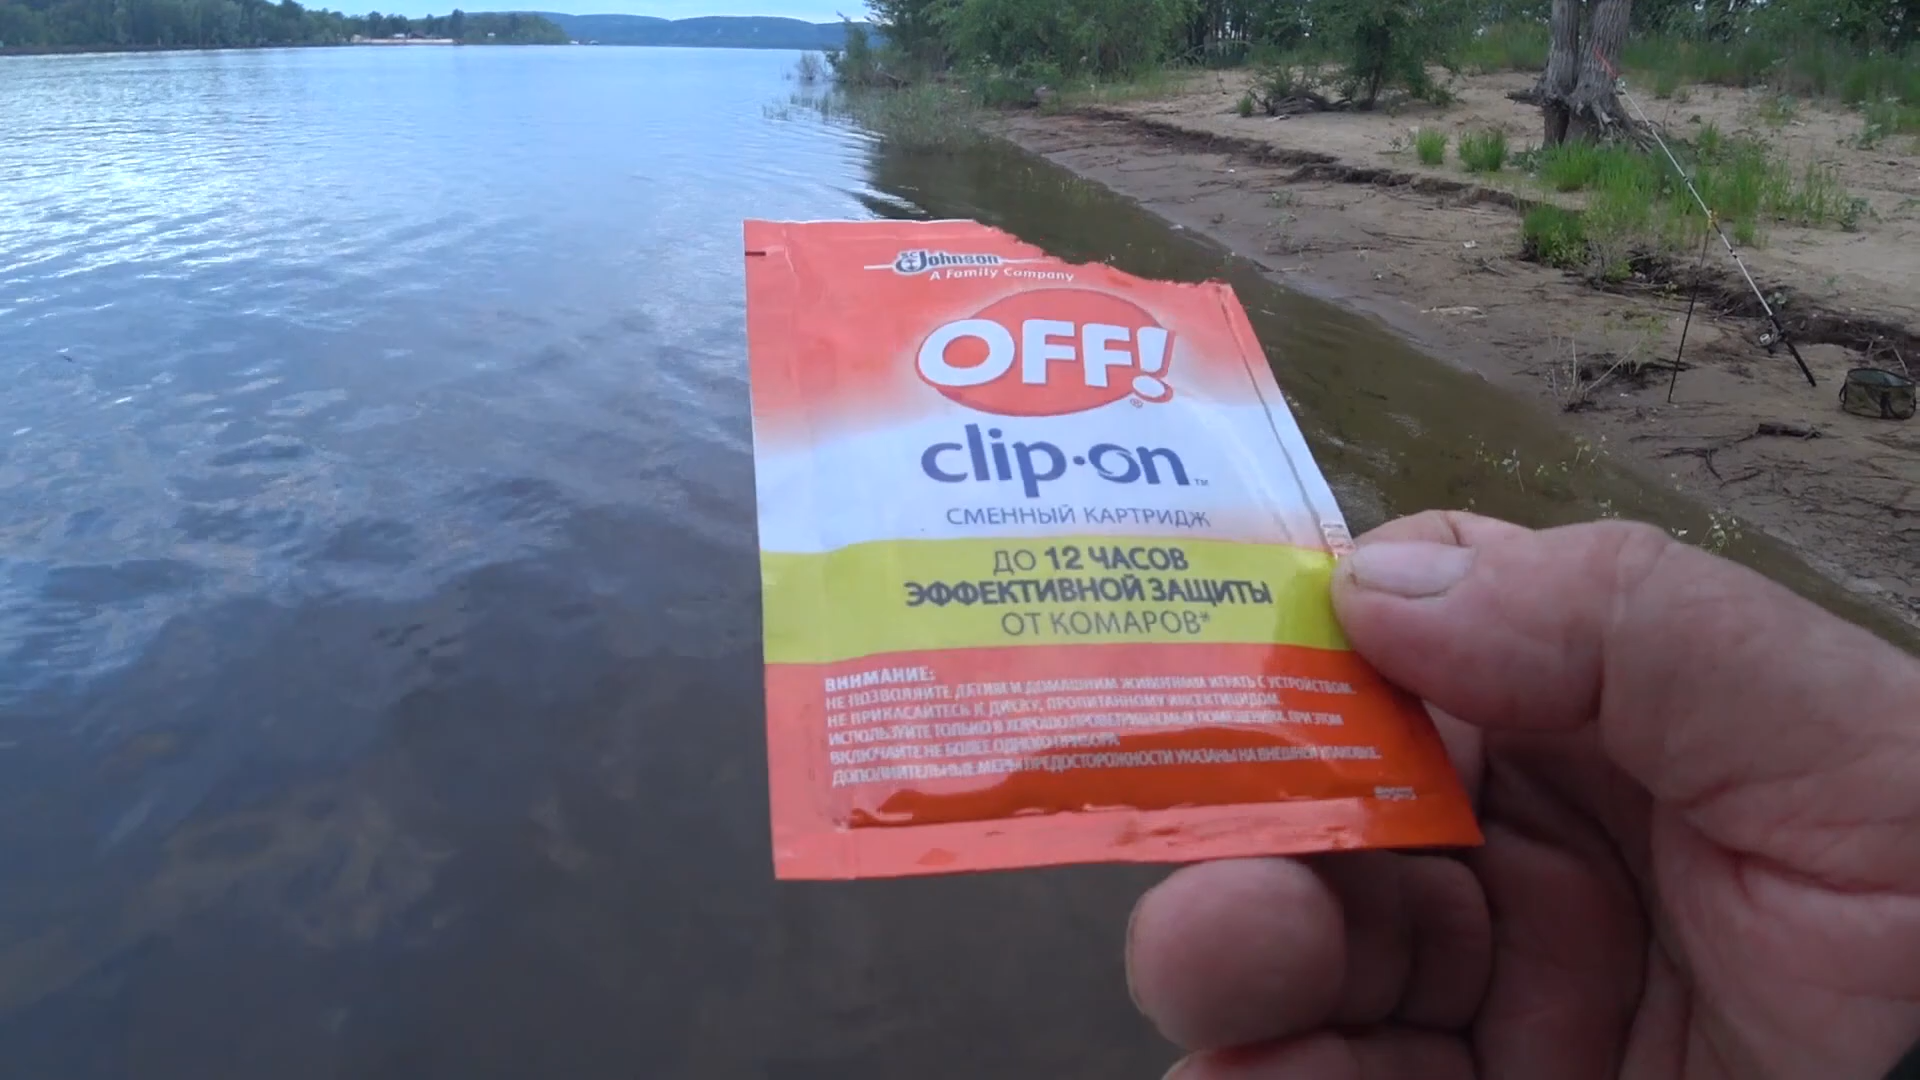 SC Johnson
A Family Company
OFF!®
clip·on™
СМЕННЫЙ КАРТРИДЖ
ДО 12 ЧАСОВ
ЭФФЕКТИВНОЙ ЗАЩИТЫ
ОТ КОМАРОВ*
ВНИМАНИЕ:
НЕ ПОЗВОЛЯЙТЕ ДЕТЯМ И ДОМАШНИМ ЖИВОТНЫМ ИГРАТЬ С УСТРОЙСТВОМ.
НЕ ПРИКАСАЙТЕСЬ К ДИСКУ, ПРОПИТАННОМУ ИНСЕКТИЦИДОМ.
ИСПОЛЬЗУЙТЕ ТОЛЬКО В ХОРОШО ПРОВЕТРИВАЕМЫХ ПОМЕЩЕНИЯХ, ПРИ ЭТОМ
ВКЛЮЧАЙТЕ НЕ БОЛЕЕ ОДНОГО ПРИБОРА.
ДОПОЛНИТЕЛЬНЫЕ МЕРЫ ПРЕДОСТОРОЖНОСТИ УКАЗАНЫ НА ВНЕШНЕЙ УПАКОВКЕ.